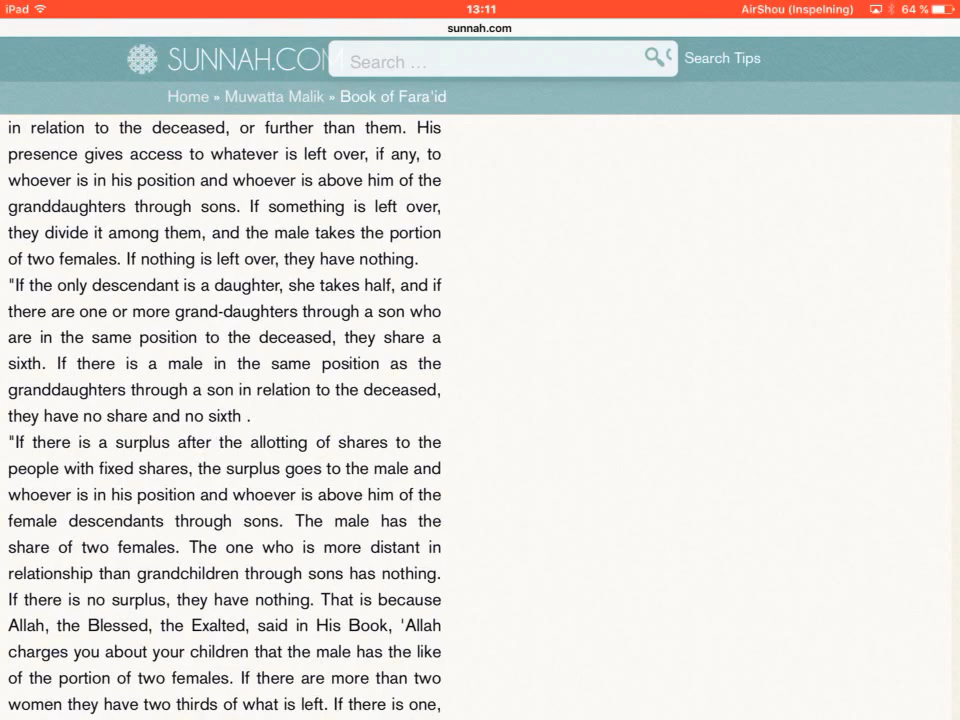 iPad 13:11 AirShou (Inspelning) 64 %
sunnah.com
SUNNAH.COM Search ... Search Tips
Home » Muwatta Malik » Book of Fara'id
in relation to the deceased, or further than them. His
presence gives access to whatever is left over, if any, to
whoever is in his position and whoever is above him of the
granddaughters through sons. If something is left over,
they divide it among them, and the male takes the portion
of two females. If nothing is left over, they have nothing.
"If the only descendant is a daughter, she takes half, and if
there are one or more grand-daughters through a son who
are in the same position to the deceased, they share a
sixth. If there is a male in the same position as the
granddaughters through a son in relation to the deceased,
they have no share and no sixth .
"If there is a surplus after the allotting of shares to the
people with fixed shares, the surplus goes to the male and
whoever is in his position and whoever is above him of the
female descendants through sons. The male has the
share of two females. The one who is more distant in
relationship than grandchildren through sons has nothing.
If there is no surplus, they have nothing. That is because
Allah, the Blessed, the Exalted, said in His Book, 'Allah
charges you about your children that the male has the like
of the portion of two females. If there are more than two
women they have two thirds of what is left. If there is one,